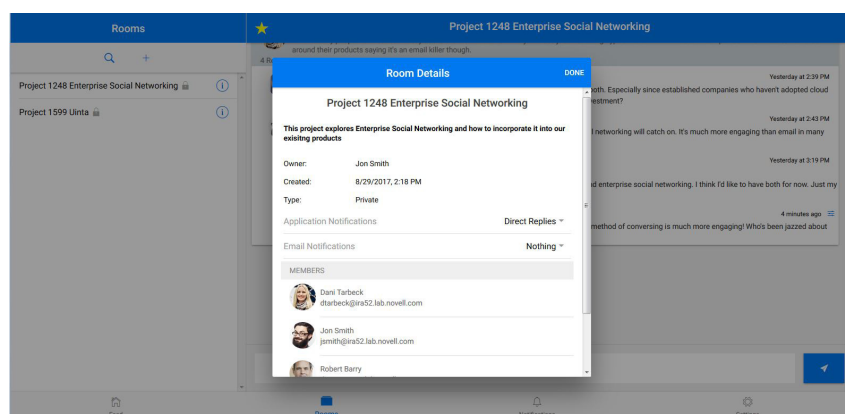 Rooms
Project 1248 Enterprise Social Networking
+
Project 1248 Enterprise Social Networking
Project 1599 Uinta
around their products saying it's an email killer though.
Room Details
DONE
Project 1248 Enterprise Social Networking
This project explores Enterprise Social Networking and how to incorporate it into our
exisitng products
Owner: Jon Smith
Created: 8/29/2017, 2:18 PM
Type: Private
Application Notifications Direct Replies
Email Notifications Nothing
MEMBERS
Dani Tarbeck
dtarbeck@ira52.lab.novell.com
Jon Smith
jsmith@ira52.lab.novell.com
Robert Barry
Yesterday at 2:39 PM
both. Especially since established companies who haven't adopted cloud
vestment?
Yesterday at 2:43 PM
l networking will catch on. It's much more engaging than email in many
Yesterday at 3:19 PM
d enterprise social networking. I think I'd like to have both for now. Just my
4 minutes ago
method of conversing is much more engaging! Who's been jazzed about